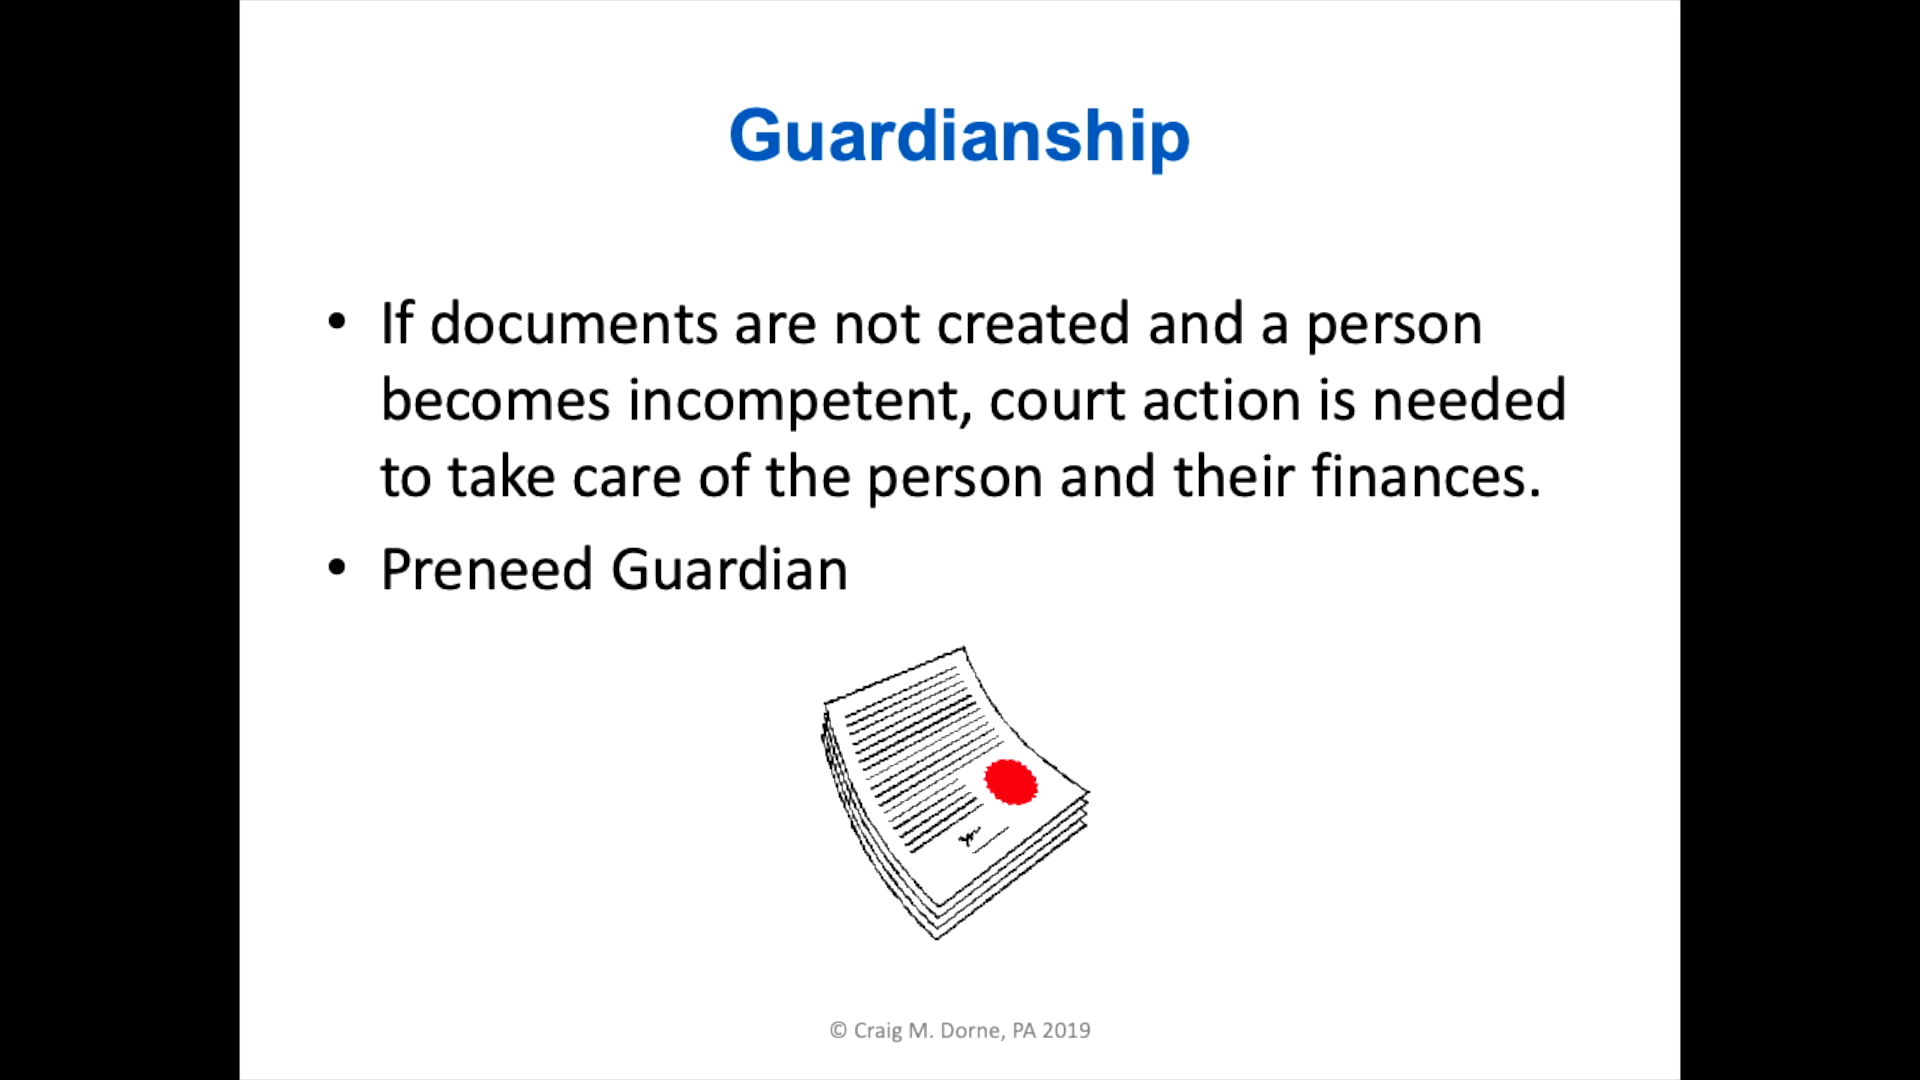 Guardianship
• If documents are not created and a person
becomes incompetent, court action is needed
to take care of the person and their finances.
• Preneed Guardian
© Craig M. Dorne, PA 2019